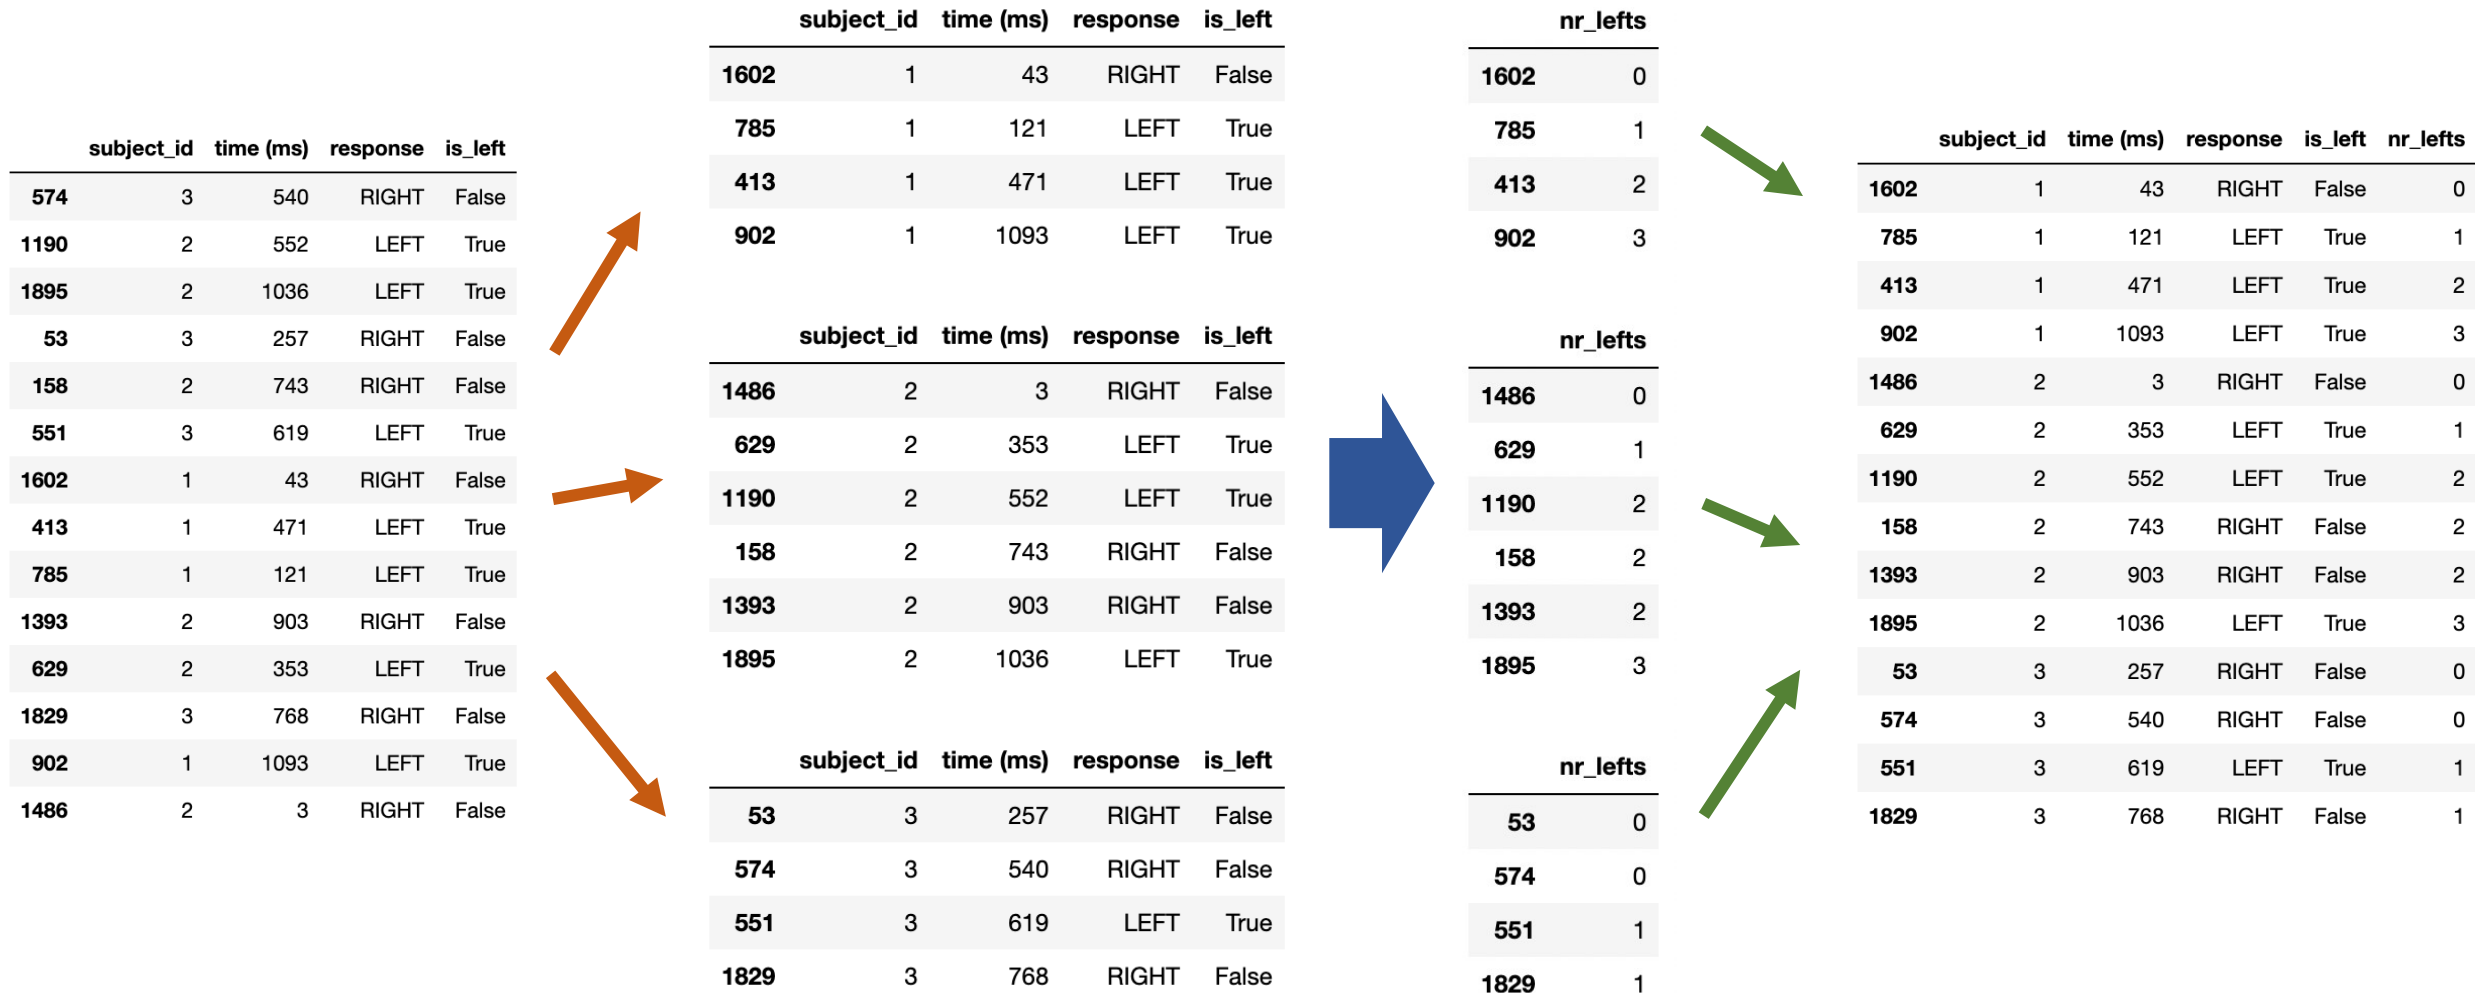 subject_id time (ms) response is_left
574 3 540 RIGHT False
1190 2 552 LEFT True
1895 2 1036 LEFT True
53 3 257 RIGHT False
158 2 743 RIGHT False
551 3 619 LEFT True
1602 1 43 RIGHT False
413 1 471 LEFT True
785 1 121 LEFT True
1393 2 903 RIGHT False
629 2 353 LEFT True
1829 3 768 RIGHT False
902 1 1093 LEFT True
1486 2 3 RIGHT False
subject_id time (ms) response is_left
1602 1 43 RIGHT False
785 1 121 LEFT True
413 1 471 LEFT True
902 1 1093 LEFT True
subject_id time (ms) response is_left
1486 2 3 RIGHT False
629 2 353 LEFT True
1190 2 552 LEFT True
158 2 743 RIGHT False
1393 2 903 RIGHT False
1895 2 1036 LEFT True
subject_id time (ms) response is_left
53 3 257 RIGHT False
574 3 540 RIGHT False
551 3 619 LEFT True
1829 3 768 RIGHT False
nr_lefts
1602 0
785 1
413 2
902 3
nr_lefts
1486 0
629 1
1190 2
158 2
1393 2
1895 3
nr_lefts
53 0
574 0
551 1
1829 1
subject_id time (ms) response is_left nr_lefts
1602 1 43 RIGHT False 0
785 1 121 LEFT True 1
413 1 471 LEFT True 2
902 1 1093 LEFT True 3
1486 2 3 RIGHT False 0
629 2 353 LEFT True 1
1190 2 552 LEFT True 2
158 2 743 RIGHT False 2
1393 2 903 RIGHT False 2
1895 2 1036 LEFT True 3
53 3 257 RIGHT False 0
574 3 540 RIGHT False 0
551 3 619 LEFT True 1
1829 3 768 RIGHT False 1